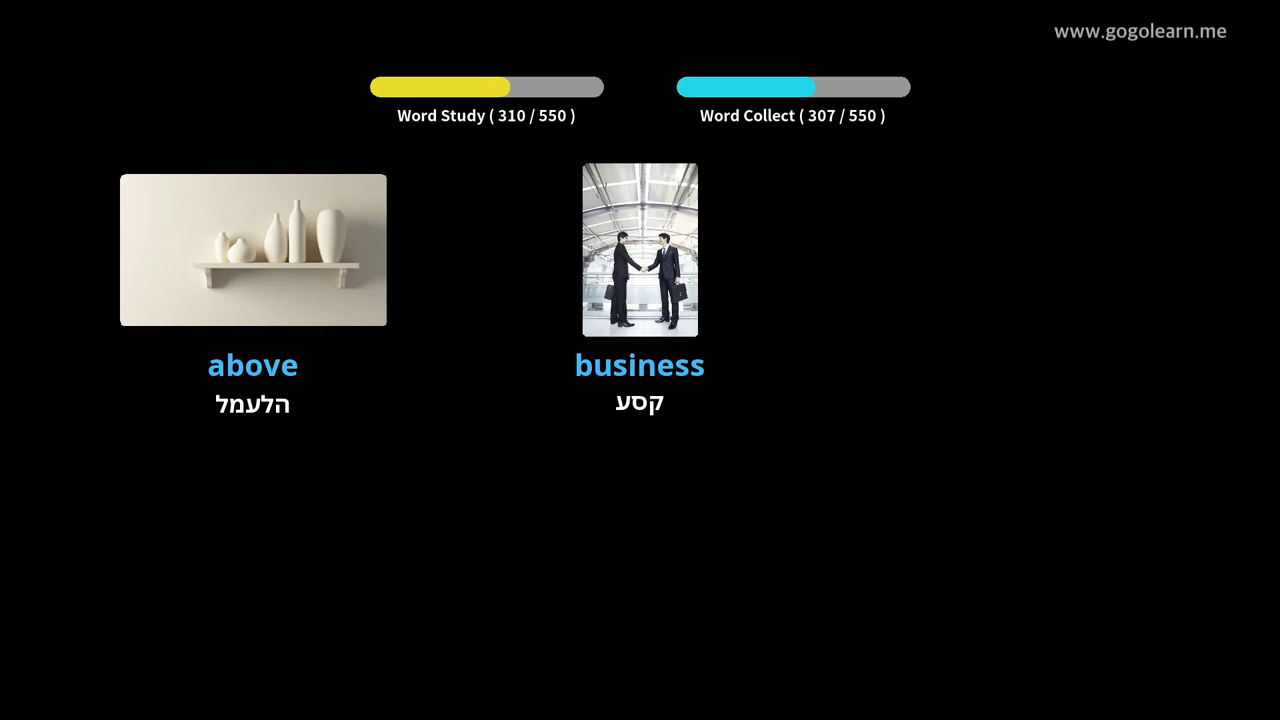 www.gogolearn.me
Word Study ( 310 / 550 )
Word Collect ( 307 / 550 )
above
הלעמל
business
קסע